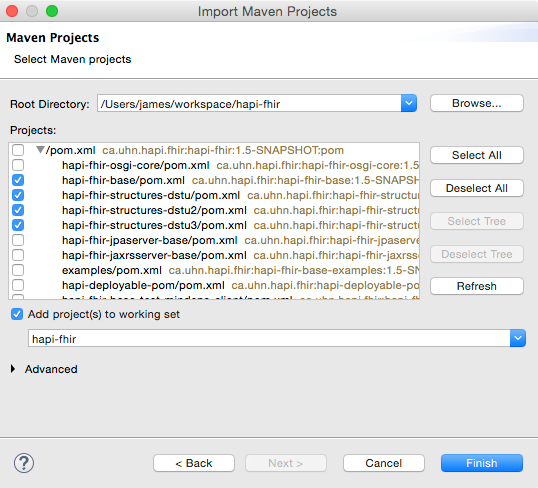 Import Maven Projects
Maven Projects
Select Maven projects
Root Directory: /Users/james/workspace/hapi-fhir Browse...
Projects:
/pom.xml ca.uhn.hapi.fhir:hapi-fhir:1.5-SNAPSHOT:pom
hapi-fhir-osgi-core/pom.xml ca.uhn.hapi.fhir:hapi-fhir-osgi-core:1.5
hapi-fhir-base/pom.xml ca.uhn.hapi.fhir:hapi-fhir-base:1.5-SNAPSH
hapi-fhir-structures-dstu/pom.xml ca.uhn.hapi.fhir:hapi-fhir-structur
hapi-fhir-structures-dstu2/pom.xml ca.uhn.hapi.fhir:hapi-fhir-struct
hapi-fhir-structures-dstu3/pom.xml ca.uhn.hapi.fhir:hapi-fhir-struct
hapi-fhir-jpaserver-base/pom.xml ca.uhn.hapi.fhir:hapi-fhir-jpaserve
hapi-fhir-jaxrsserver-base/pom.xml ca.uhn.hapi.fhir:hapi-fhir-jaxrss
examples/pom.xml ca.uhn.hapi.fhir:hapi-fhir-base-examples:1.5-SN
hapi-deployable-pom/pom.xml ca.uhn.hapi.fhir:hapi-deployable-po
Select All
Deselect All
Select Tree
Deselect Tree
Refresh
Add project(s) to working set
hapi-fhir
Advanced
? < Back Next > Cancel Finish